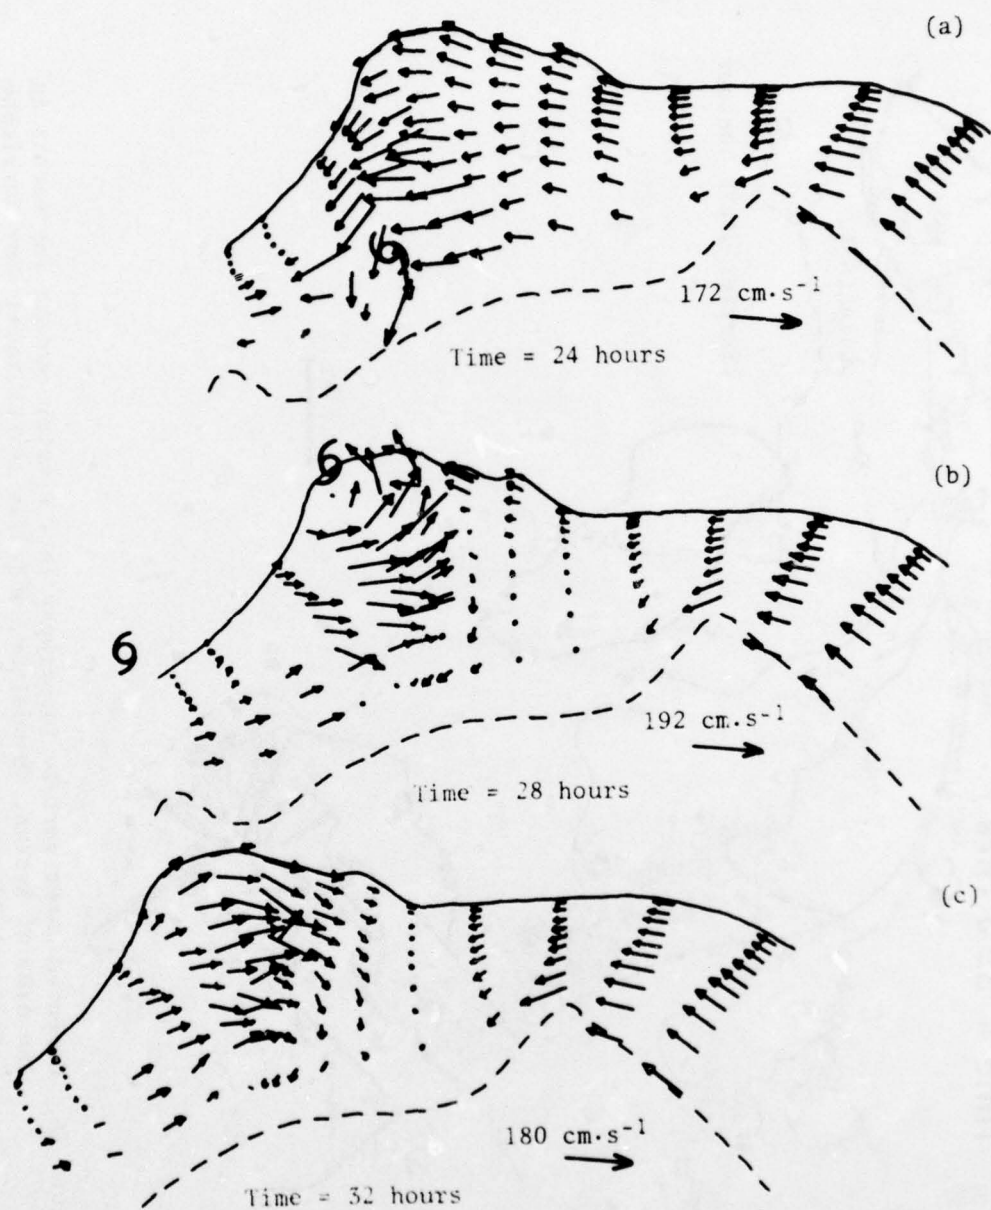 (a)
172 cm·s⁻¹
Time = 24 hours
(b)
192 cm.s⁻¹
Time = 28 hours
(c)
180 cm·s⁻¹
Time = 32 hours